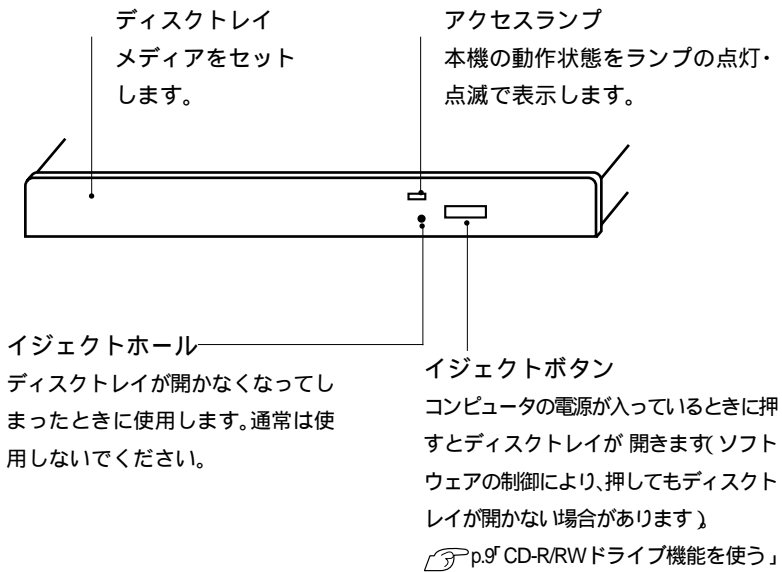 ディスクトレイ
メディアをセット
します。
アクセスランプ
本機の動作状態をランプの点灯・
点滅で表示します。
イジェクトホール
ディスクトレイが開かなくなってし
まったときに使用します。通常は使
用しないでください。
イジェクトボタン
コンピュータの電源が入っているときに押
すとディスクトレイが 開きます( ソフト
ウェアの制御により、押してもディスクト
レイが開かない場合があります )。
p.9「 CD-R/RWドライブ機能を使う」